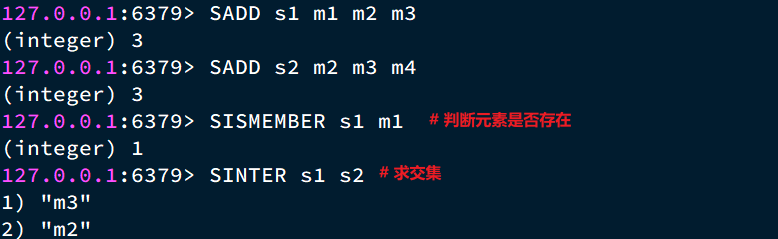 127.0.0.1:6379> SADD s1 m1 m2 m3
(integer) 3
127.0.0.1:6379> SADD s2 m2 m3 m4
(integer) 3
127.0.0.1:6379> SISMEMBER s1 m1 # 判断元素是否存在
(integer) 1
127.0.0.1:6379> SINTER s1 s2 # 求交集
1) "m3"
2) "m2"